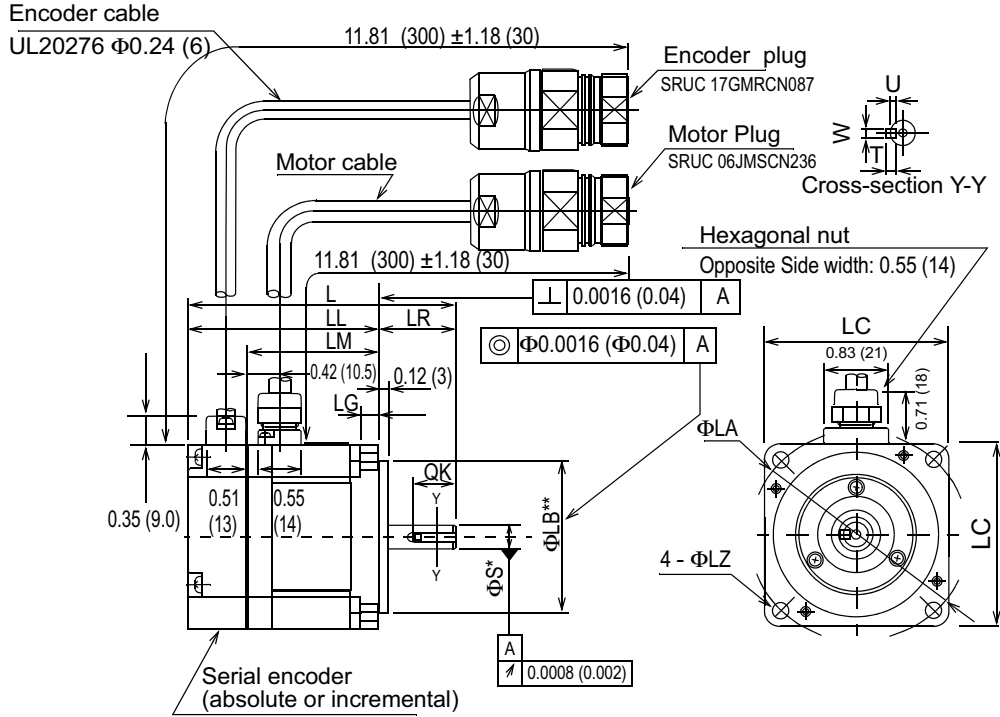 Encoder cable
UL20276 Φ0.24 (6)
11.81 (300) ±1.18 (30)
Encoder plug
SRUC 17GMRCN087
Motor Plug
SRUC 06JMSCN236
Motor cable
U
W
T
Cross-section Y-Y
Hexagonal nut
Opposite Side width: 0.55 (14)
11.81 (300) ±1.18 (30)
L
LL
LR
LM
⊥ 0.0016 (0.04) A
◎ Φ0.0016 (Φ0.04) A
0.42 (10.5)
0.12 (3)
LG
LC
0.83 (21)
0.71 (18)
ΦLA
QK
Y
Y
0.35 (9.0)
0.51
(13)
0.55
(14)
ΦLB**
ΦS*
LC
4 - ΦLZ
A
↗ 0.0008 (0.002)
Serial encoder
(absolute or incremental)